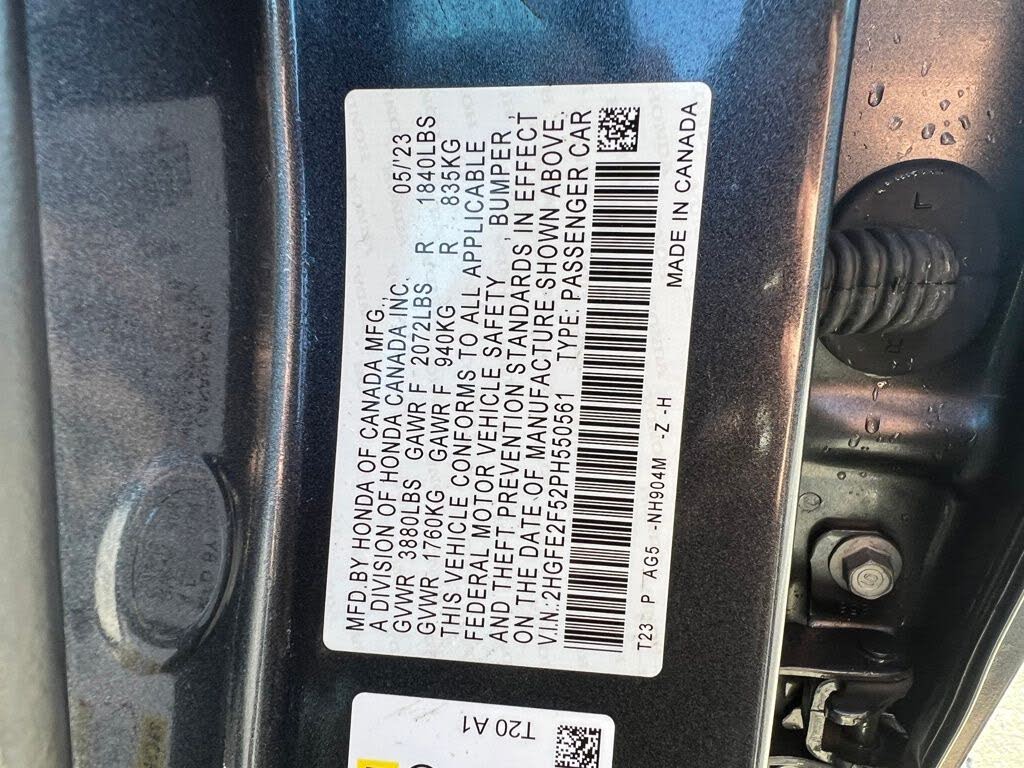 MFD.BY HONDA OF CANADA MFG.,
A DIVISION OF HONDA CANADA INC. 05/'23
GVWR 3880LBS GAWR F 2072LBS R 1840LBS
GVWR 1760KG GAWR F 940KG R 835KG
THIS VEHICLE CONFORMS TO ALL APPLICABLE
FEDERAL MOTOR VEHICLE SAFETY, BUMPER,
AND THEFT PREVENTION STANDARDS IN EFFECT
ON THE DATE OF MANUFACTURE SHOWN ABOVE.
V.I.N.:2HGFE2F52PH550561 TYPE: PASSENGER CAR
T23 P AG5 -NH904M -Z -H
MADE IN CANADA
T20 A1
L
R